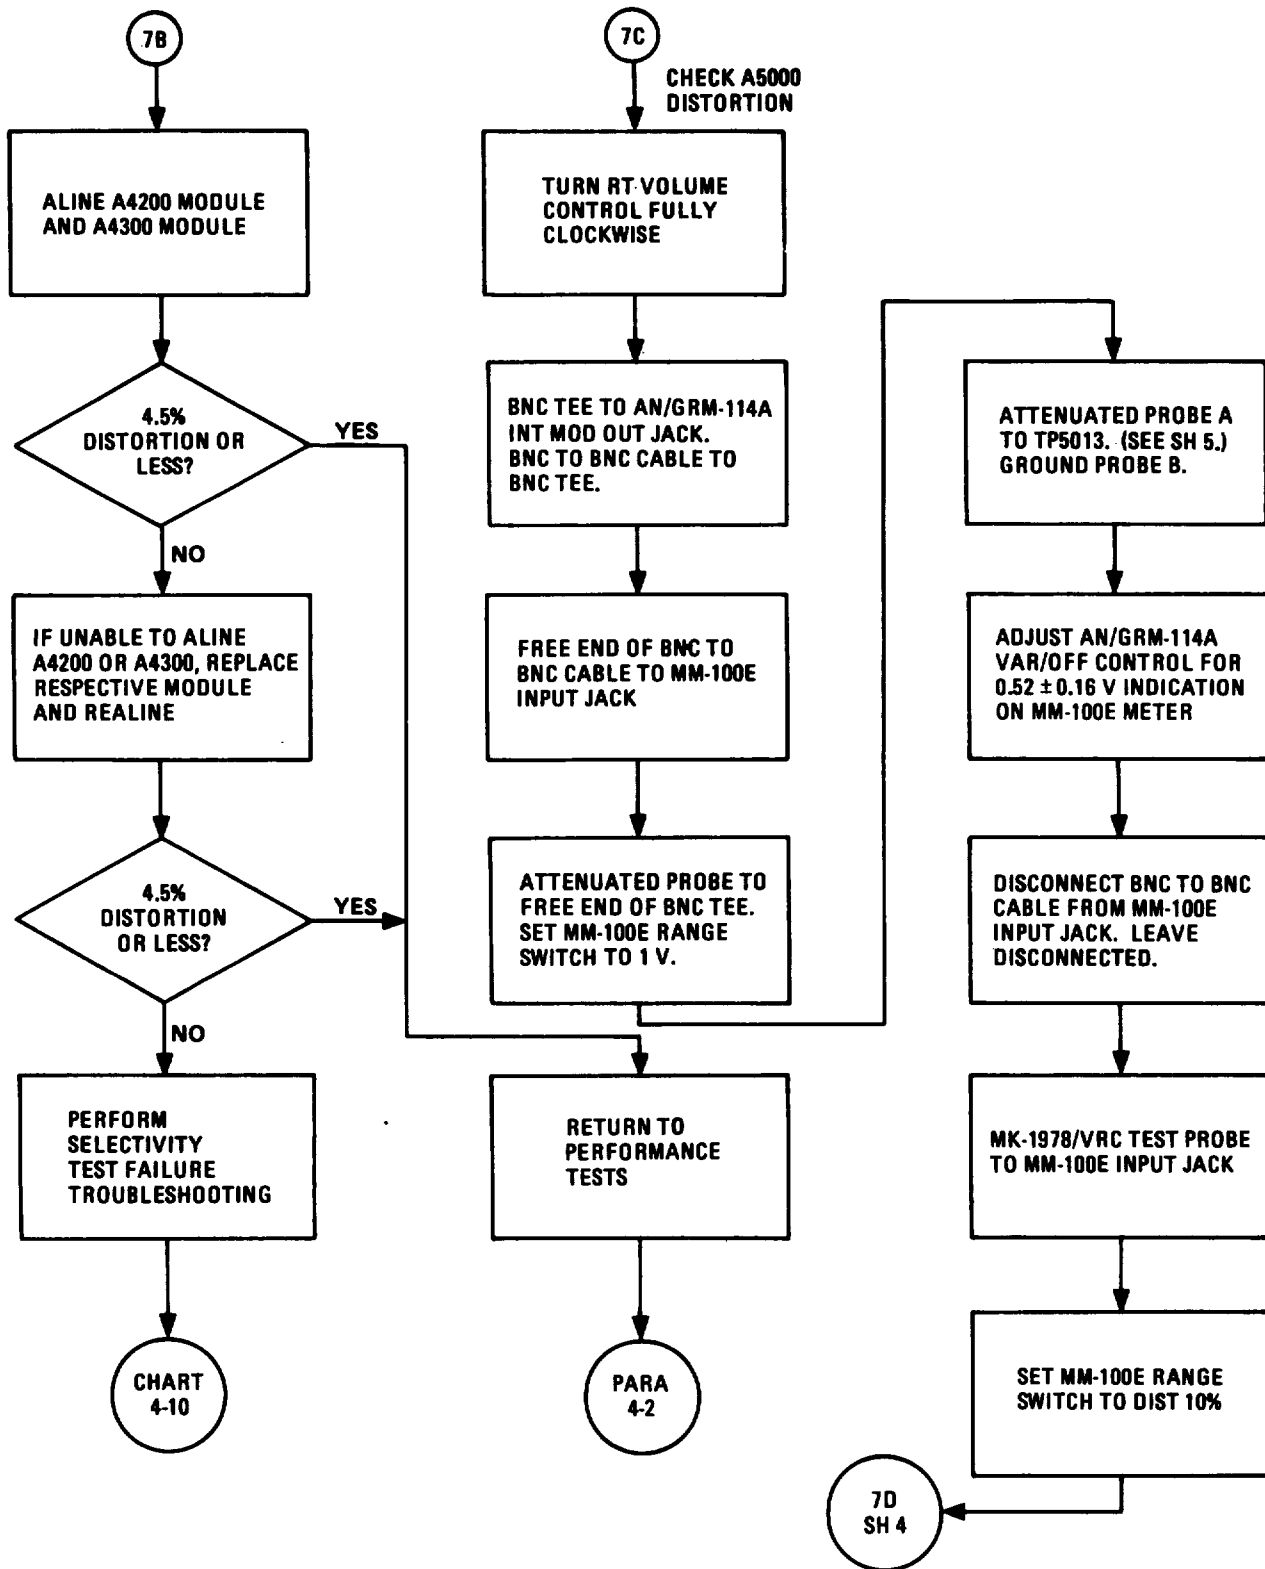 7B
ALINE A4200 MODULE
AND A4300 MODULE
4.5%
DISTORTION OR
LESS?
YES
NO
IF UNABLE TO ALINE
A4200 OR A4300, REPLACE
RESPECTIVE MODULE
AND REALINE
4.5%
DISTORTION
OR LESS?
YES
NO
PERFORM
SELECTIVITY
TEST FAILURE
TROUBLESHOOTING
CHART
4-10
7C
CHECK A5000
DISTORTION
TURN RT VOLUME
CONTROL FULLY
CLOCKWISE
BNC TEE TO AN/GRM-114A
INT MOD OUT JACK.
BNC TO BNC CABLE TO
BNC TEE.
FREE END OF BNC TO
BNC CABLE TO MM-100E
INPUT JACK
ATTENUATED PROBE TO
FREE END OF BNC TEE.
SET MM-100E RANGE
SWITCH TO 1 V.
RETURN TO
PERFORMANCE
TESTS
PARA
4-2
ATTENUATED PROBE A
TO TP5013. (SEE SH 5.)
GROUND PROBE B.
ADJUST AN/GRM-114A
VAR/OFF CONTROL FOR
0.52 ± 0.16 V INDICATION
ON MM-100E METER
DISCONNECT BNC TO BNC
CABLE FROM MM-100E
INPUT JACK. LEAVE
DISCONNECTED.
MK-1978/VRC TEST PROBE
TO MM-100E INPUT JACK
SET MM-100E RANGE
SWITCH TO DIST 10%
7D
SH 4